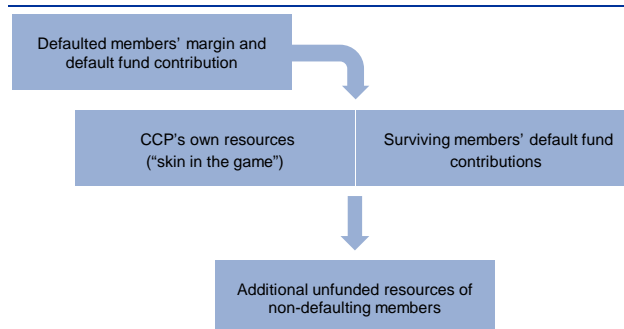 Defaulted members’ margin and
default fund contribution
CCP’s own resources
(“skin in the game”)
Surviving members’ default fund
contributions
Additional unfunded resources of
non-defaulting members